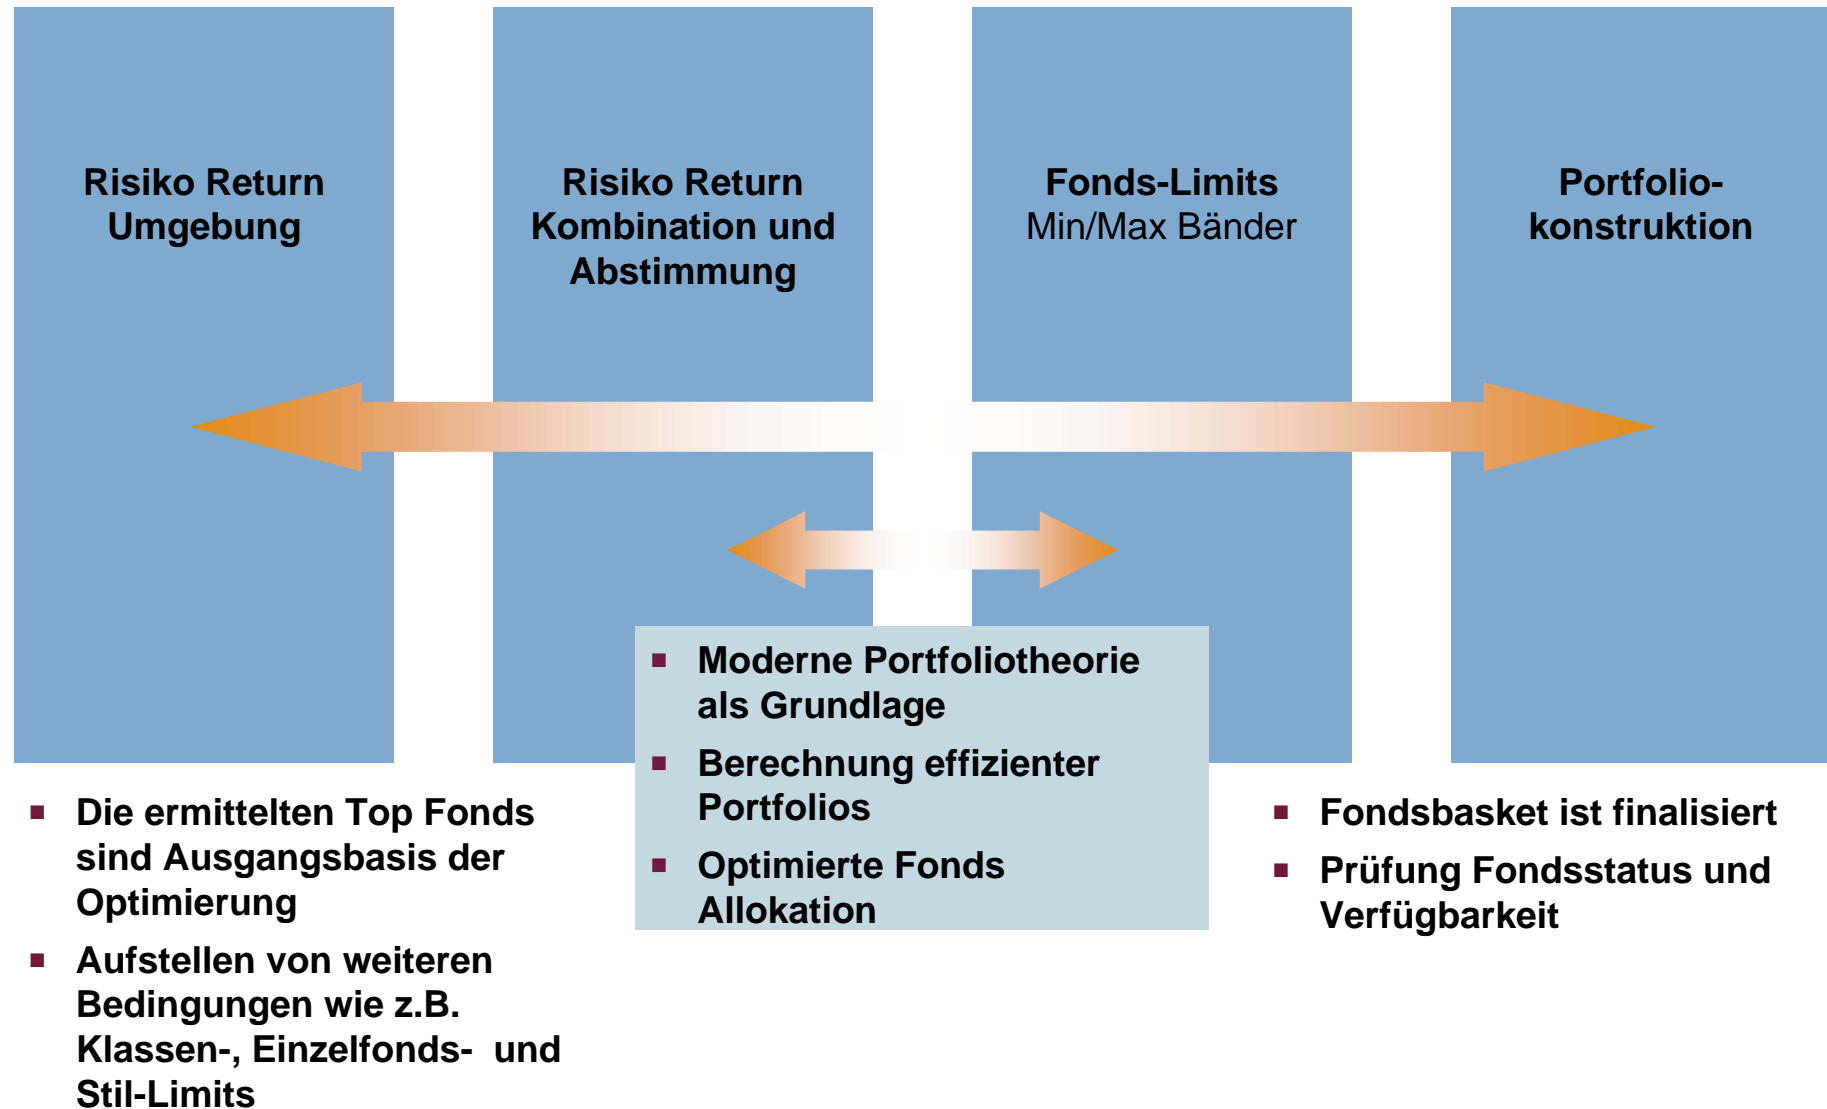 Risiko Return
Umgebung
Risiko Return
Kombination und
Abstimmung
Fonds-Limits
Min/Max Bänder
Portfolio-
konstruktion
▪ Die ermittelten Top Fonds
sind Ausgangsbasis der
Optimierung
▪ Aufstellen von weiteren
Bedingungen wie z.B.
Klassen-, Einzelfonds- und
Stil-Limits
▪ Moderne Portfoliotheorie
als Grundlage
▪ Berechnung effizienter
Portfolios
▪ Optimierte Fonds
Allokation
▪ Fondsbasket ist finalisiert
▪ Prüfung Fondsstatus und
Verfügbarkeit